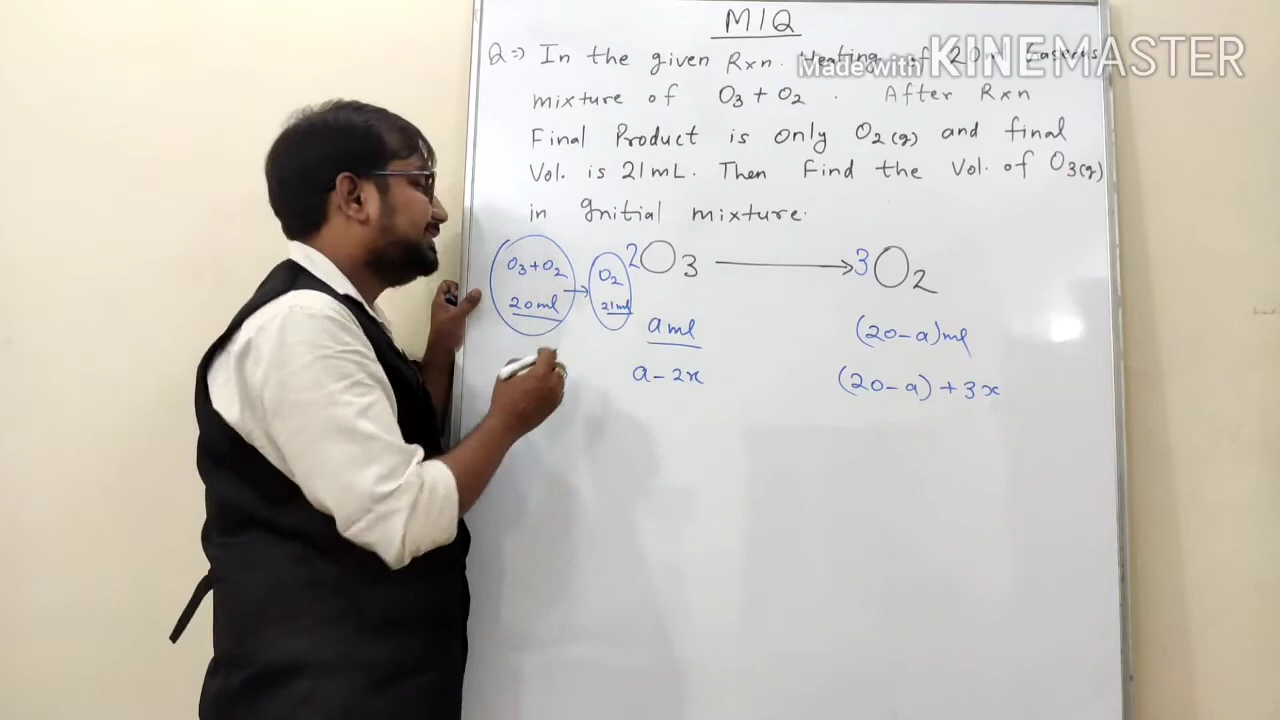 MIQ
Q⇒ In the given Rxn. Heating of 20ml Gaseous
Made with KINEMASTER
mixture of O₃ + O₂ . After Rxn
Final Product is only O₂(g) and final
Vol. is 21mL. Then Find the Vol. of O₃(g)
in Initial mixture.
O₃+O₂ → O₂
20ml 21ml
2O₃ → 3O₂
a ml (20-a)ml
a-2x (20-a)+3x